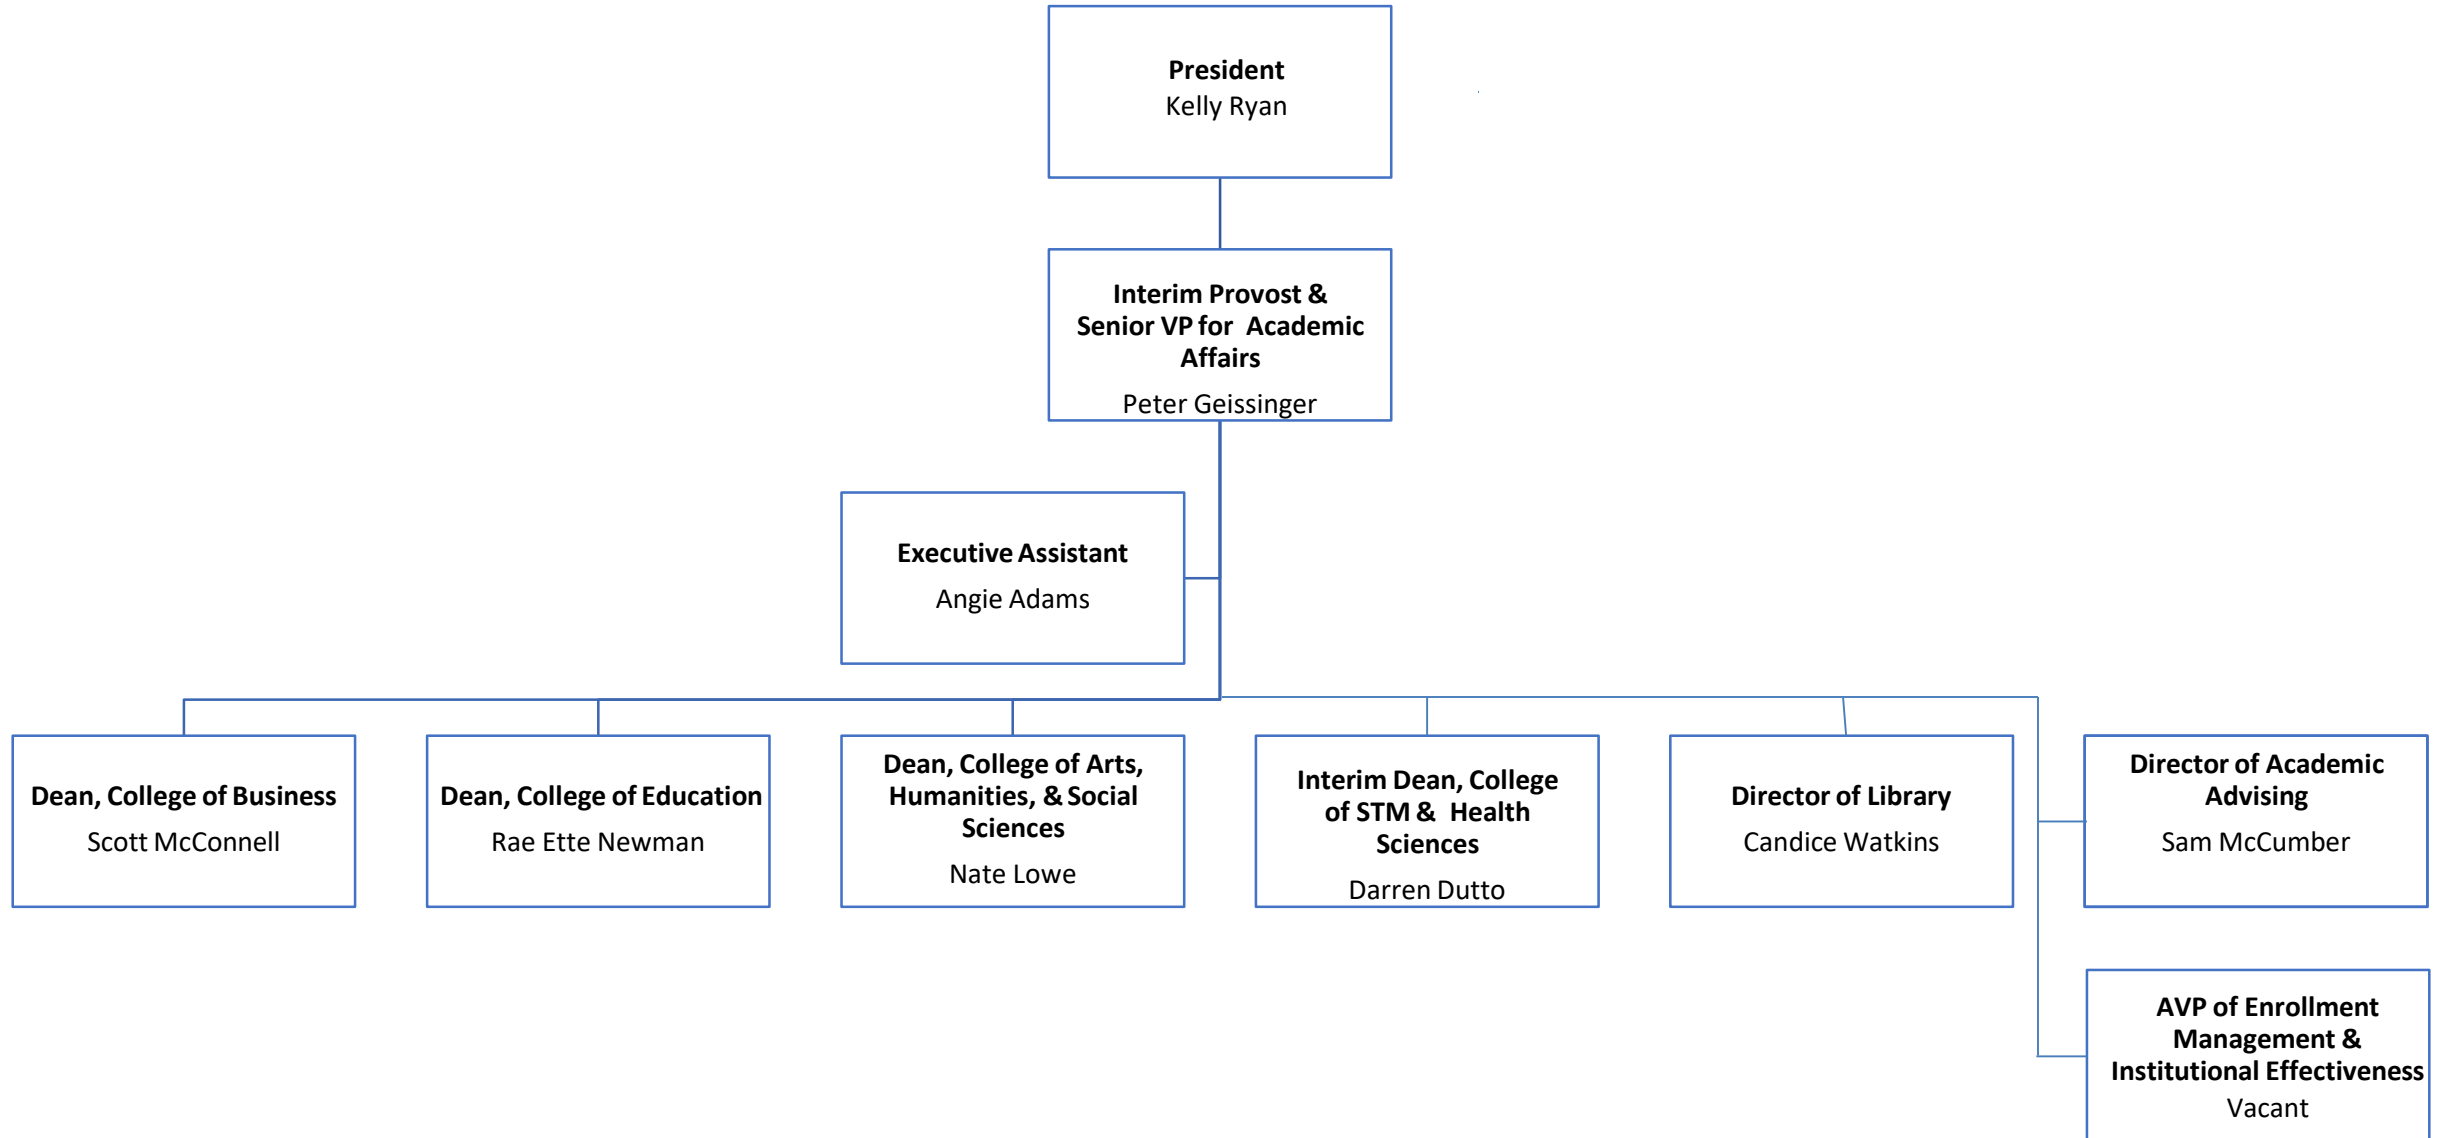 President
Kelly Ryan
Interim Provost &
Senior VP for Academic
Affairs
Peter Geissinger
Executive Assistant
Angie Adams
Dean, College of Business
Scott McConnell
Dean, College of Education
Rae Ette Newman
Dean, College of Arts,
Humanities, & Social
Sciences
Nate Lowe
Interim Dean, College
of STM & Health
Sciences
Darren Dutto
Director of Library
Candice Watkins
Director of Academic
Advising
Sam McCumber
AVP of Enrollment
Management &
Institutional Effectiveness
Vacant